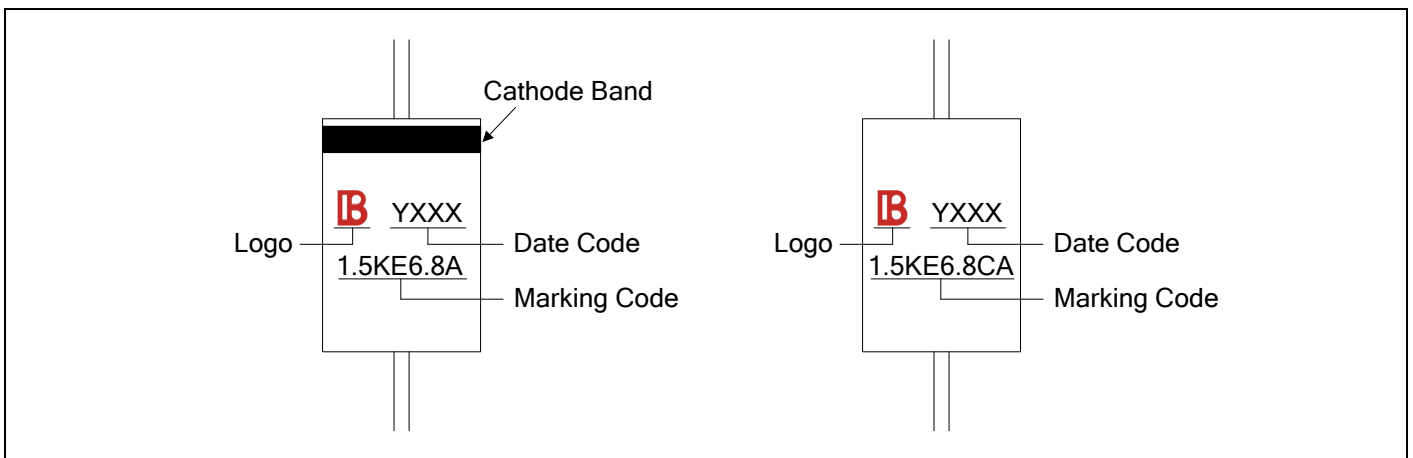 Cathode Band
B YXXX
Logo
Date Code
1.5KE6.8A
Marking Code
B YXXX
Logo
Date Code
1.5KE6.8CA
Marking Code